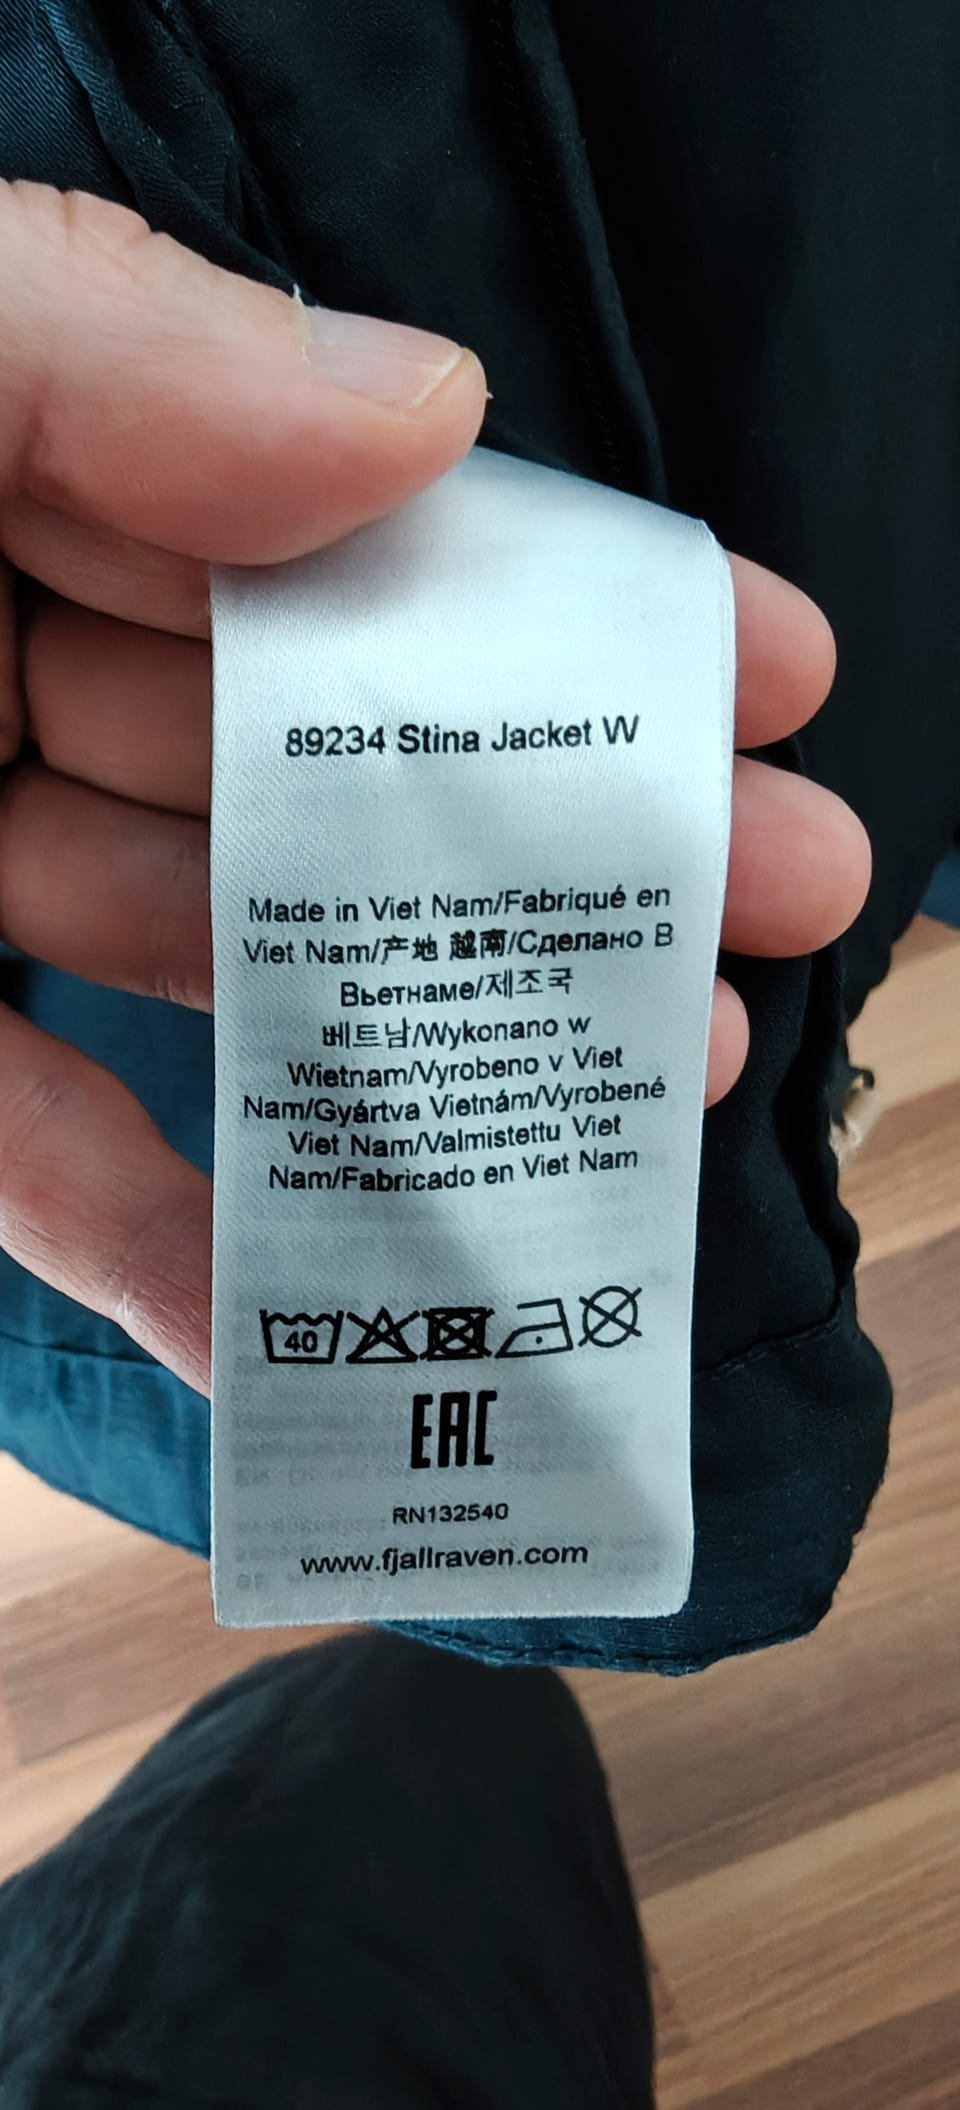 89234 Stina Jacket W
Made in Viet Nam/Fabriqué en
Viet Nam/产地 越南/Сделано В
Вьетнаме/제조국
베트남/Wykonano w
Wietnam/Vyrobeno v Viet
Nam/Gyártva Vietnám/Vyrobené
Viet Nam/Valmistettu Viet
Nam/Fabricado en Viet Nam
40
EAC
RN132540
www.fjallraven.com